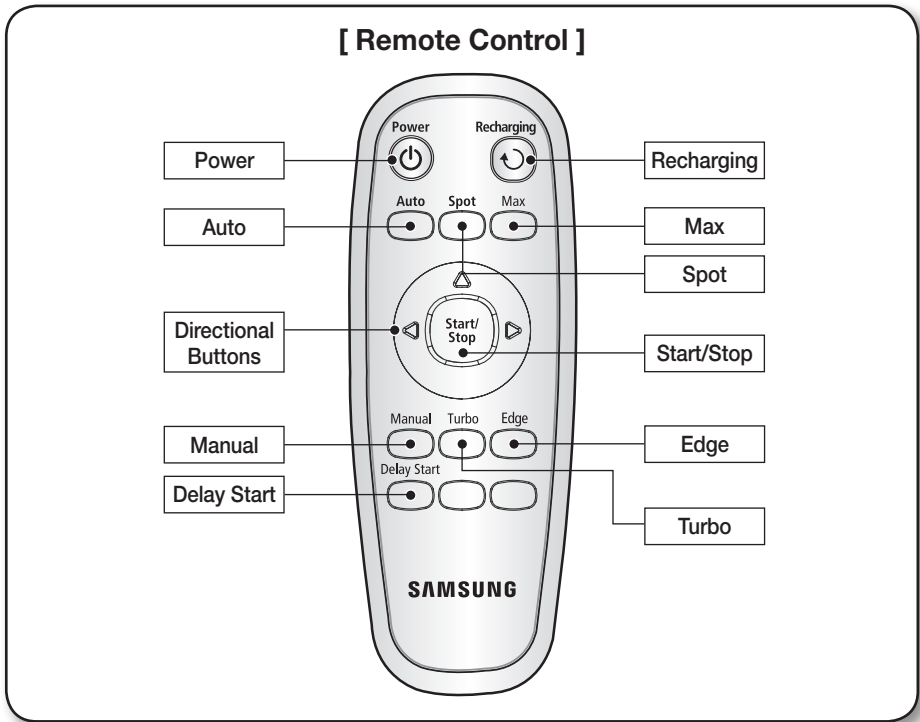 [ Remote Control ]
Power
Recharging
Power
Recharging
Auto
Spot
Max
Auto
Max
Spot
Directional
Buttons
Start/
Stop
Start/Stop
Manual
Turbo
Edge
Manual
Edge
Delay Start
Delay Start
Turbo
SAMSUNG